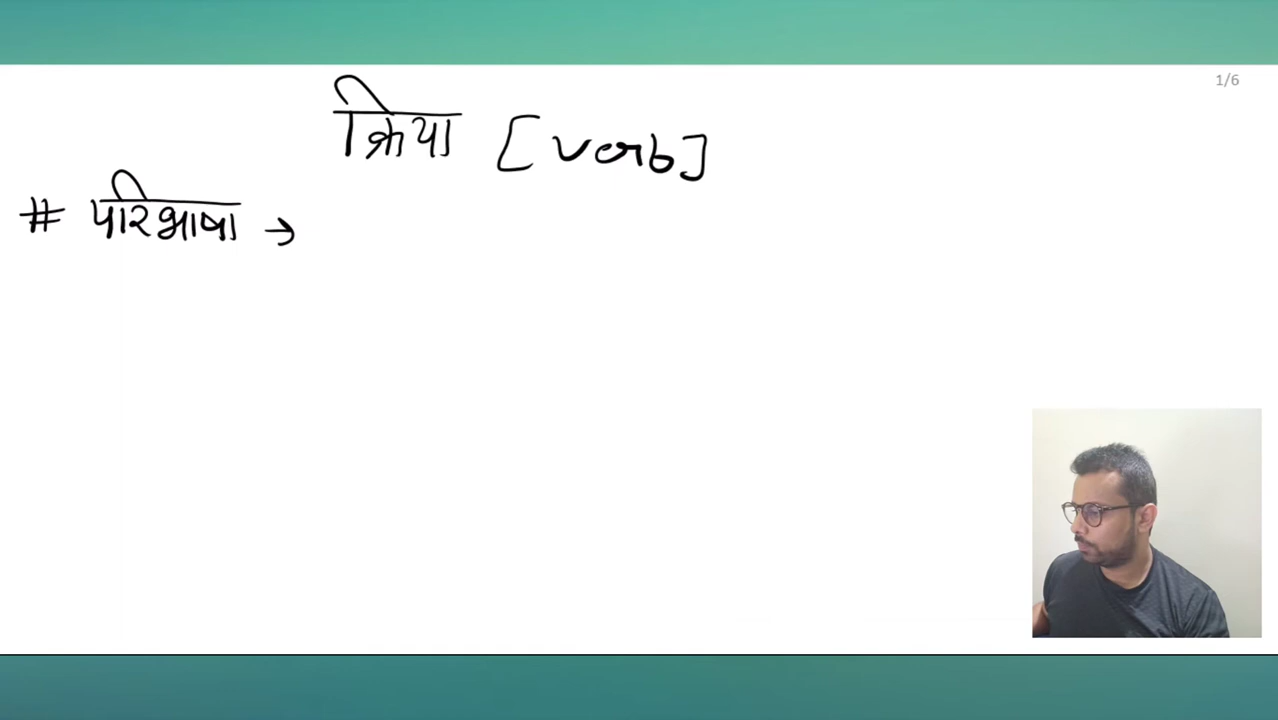 1/6
क्रिया [verb]
# परिभाषा →